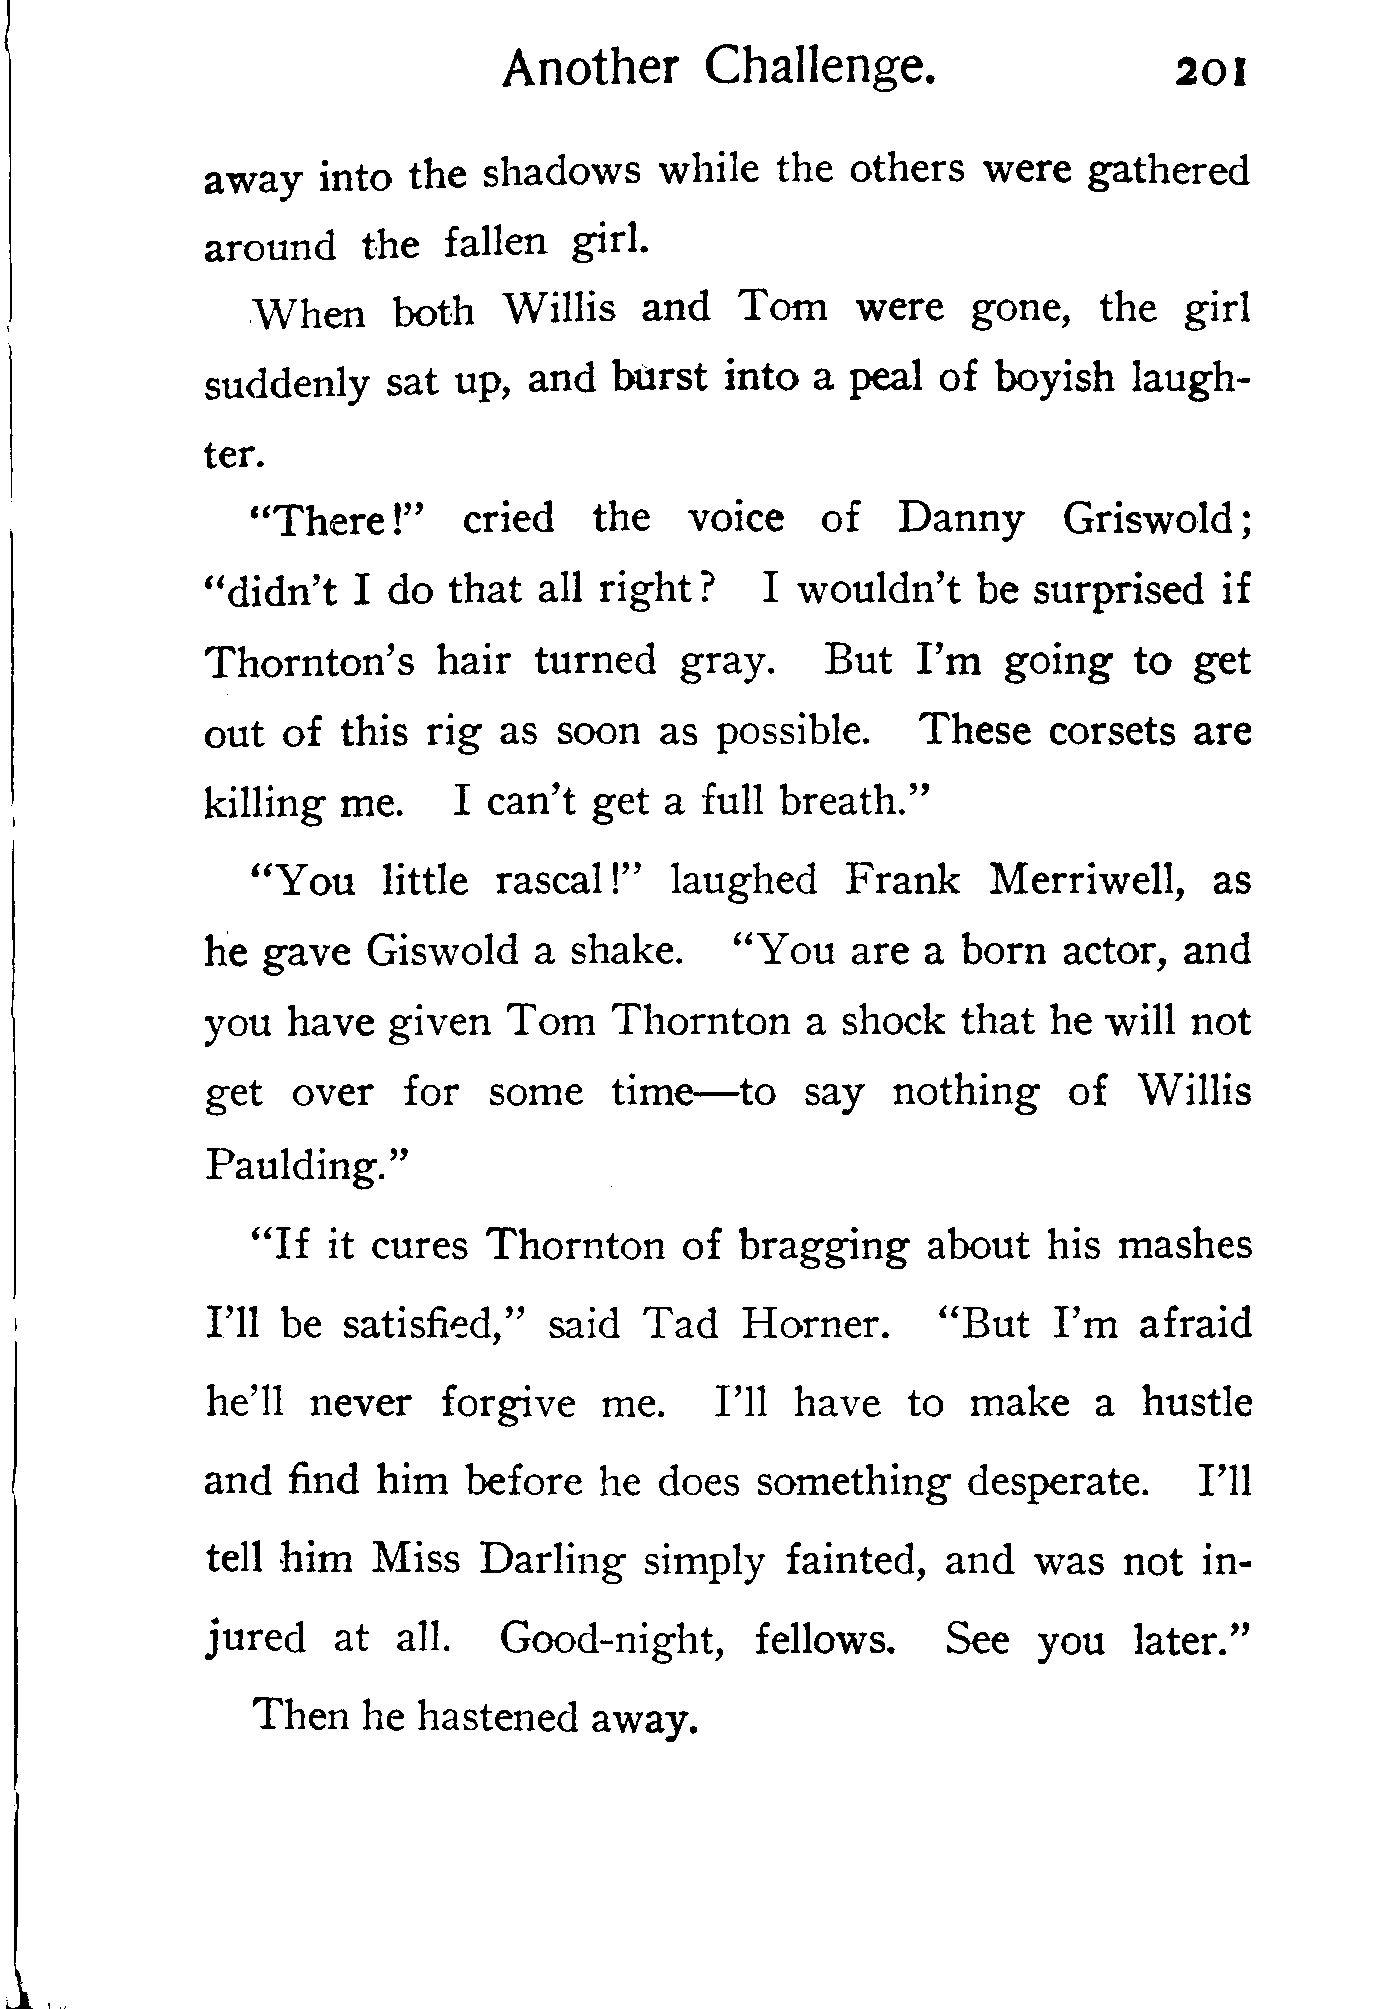 Another Challenge. 201
away into the shadows while the others were gathered
around the fallen girl.
When both Willis and Tom were gone, the girl
suddenly sat up, and burst into a peal of boyish laugh-
ter.
“There!” cried the voice of Danny Griswold;
“didn’t I do that all right? I wouldn’t be surprised if
Thornton’s hair turned gray. But I’m going to get
out of this rig as soon as possible. These corsets are
killing me. I can’t get a full breath.”
“You little rascal!” laughed Frank Merriwell, as
he gave Giswold a shake. “You are a born actor, and
you have given Tom Thornton a shock that he will not
get over for some time—to say nothing of Willis
Paulding.”
“If it cures Thornton of bragging about his mashes
I’ll be satisfied,” said Tad Horner. “But I’m afraid
he’ll never forgive me. I’ll have to make a hustle
and find him before he does something desperate. I’ll
tell him Miss Darling simply fainted, and was not in-
jured at all. Good-night, fellows. See you later.”
Then he hastened away.